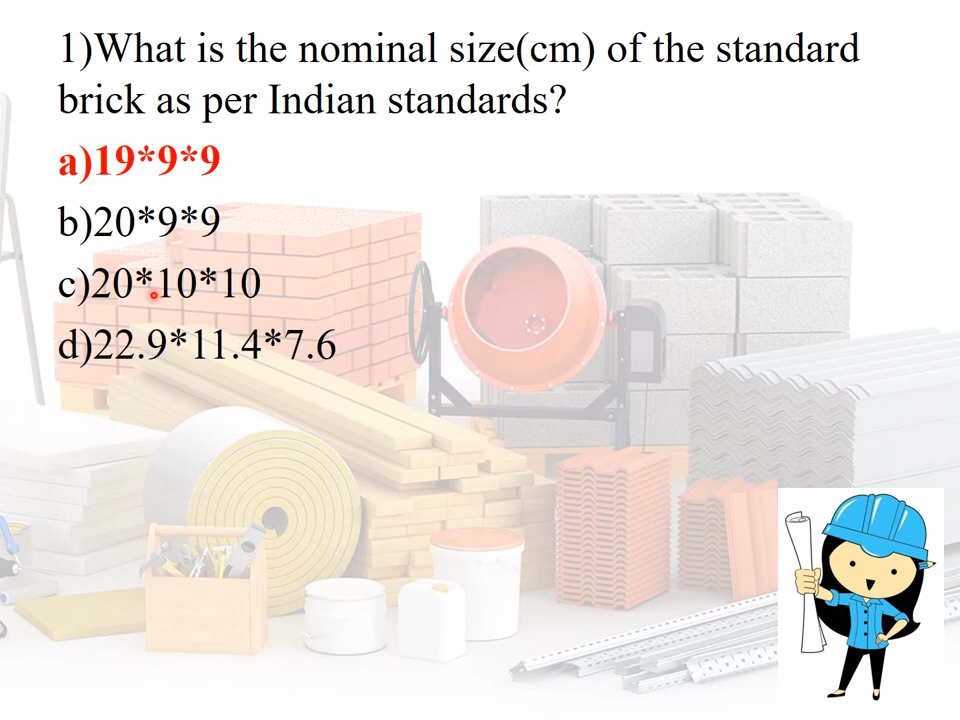 1)What is the nominal size(cm) of the standard
brick as per Indian standards?
a)19*9*9
b)20*9*9
c)20*10*10
d)22.9*11.4*7.6